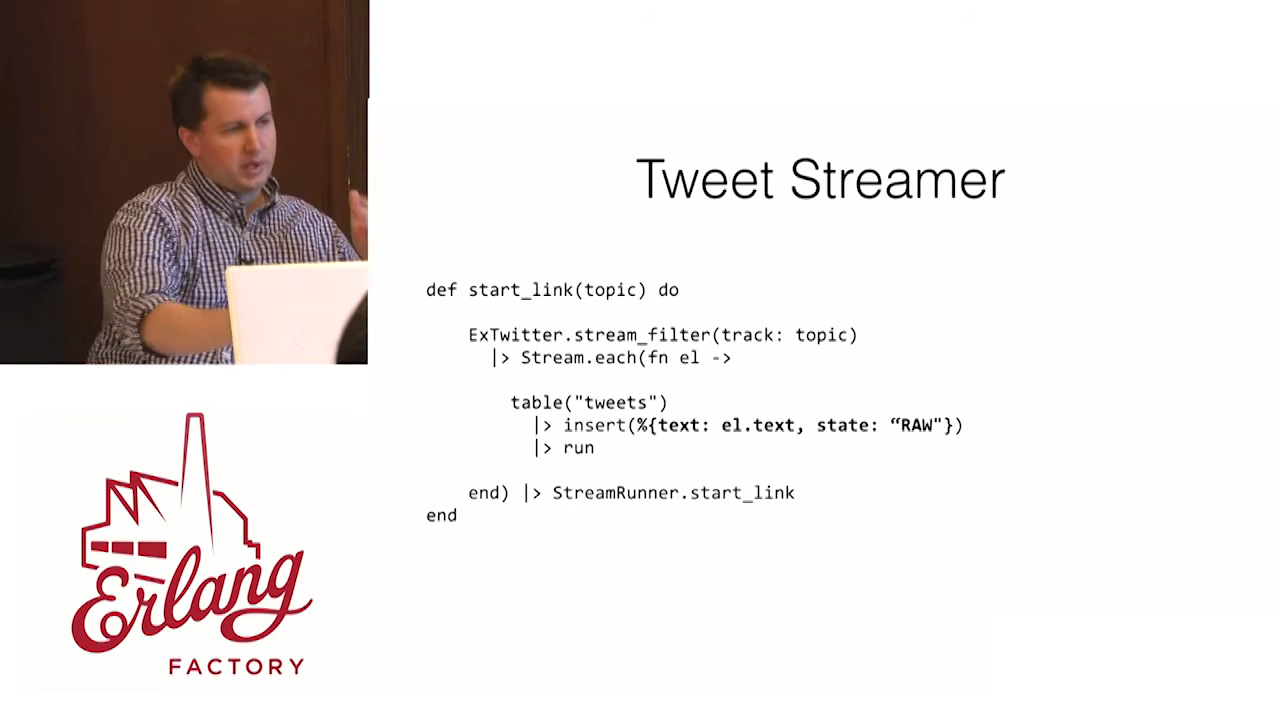 Tweet Streamer
def start_link(topic) do
ExTwitter.stream_filter(track: topic)
|> Stream.each(fn el ->
table("tweets")
|> insert(%{text: el.text, state: “RAW"})
|> run
end) |> StreamRunner.start_link
end
Erlang
FACTORY